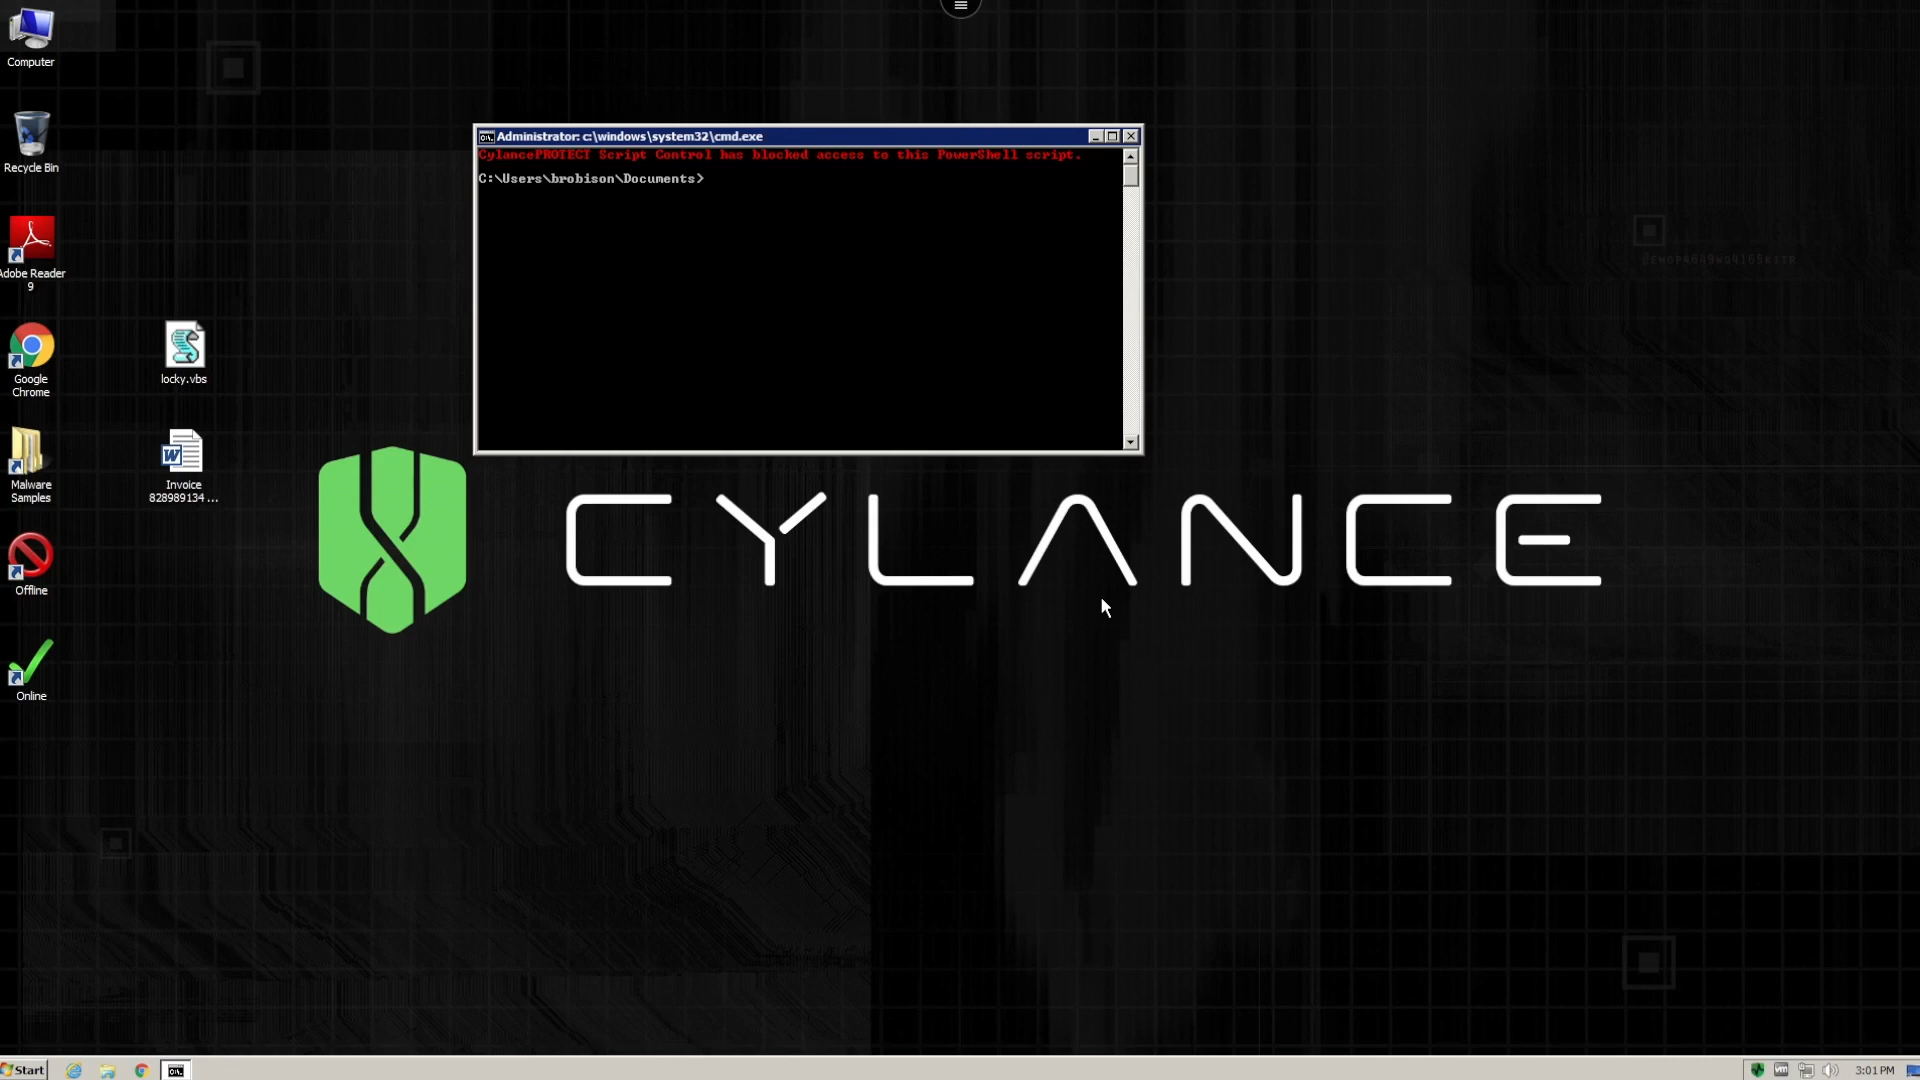 Computer
Recycle Bin
Adobe Reader
9
Google
Chrome
Malware
Samples
Offline
Online
locky.vbs
Invoice
828989134 ...
Administrator: c:\windows\system32\cmd.exe
CylancePROTECT Script Control has blocked access to this PowerShell script.
C:\Users\brobison\Documents>
CYLANCE
Start
3:01 PM